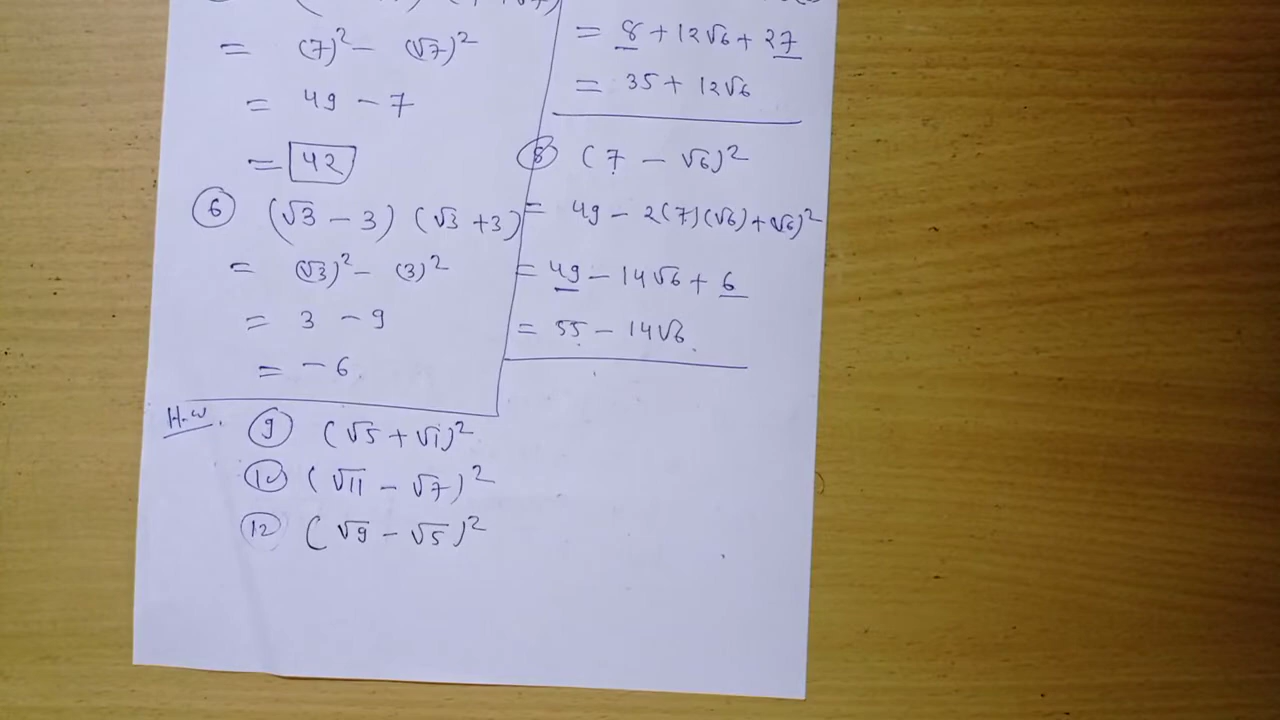 = (7)² − (√7)²
= 49 − 7
= 42
⑥ (√3 − 3) (√3 + 3)
= (√3)² − (3)²
= 3 − 9
= − 6.
= 8 + 12√6 + 27
= 35 + 12√6
⑧ (7 − √6)²
= 49 − 2(7)(√6) + (√6)²
= 49 − 14√6 + 6
= 55 − 14√6.
H.W.
⑨ (√5 + √1)²
⑩ (√11 − √7)²
⑫ (√9 − √5)²